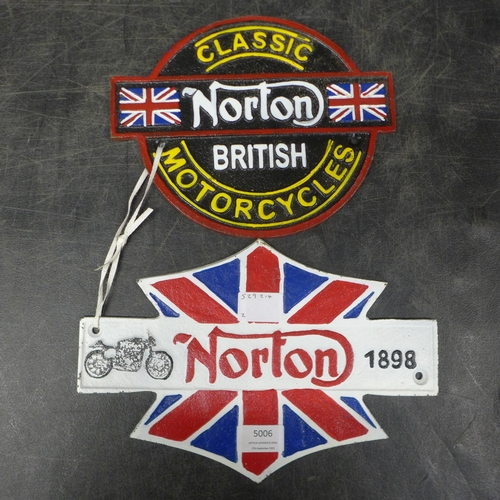 CLASSIC
Norton
BRITISH
MOTORCYCLES
Norton
1898
5006